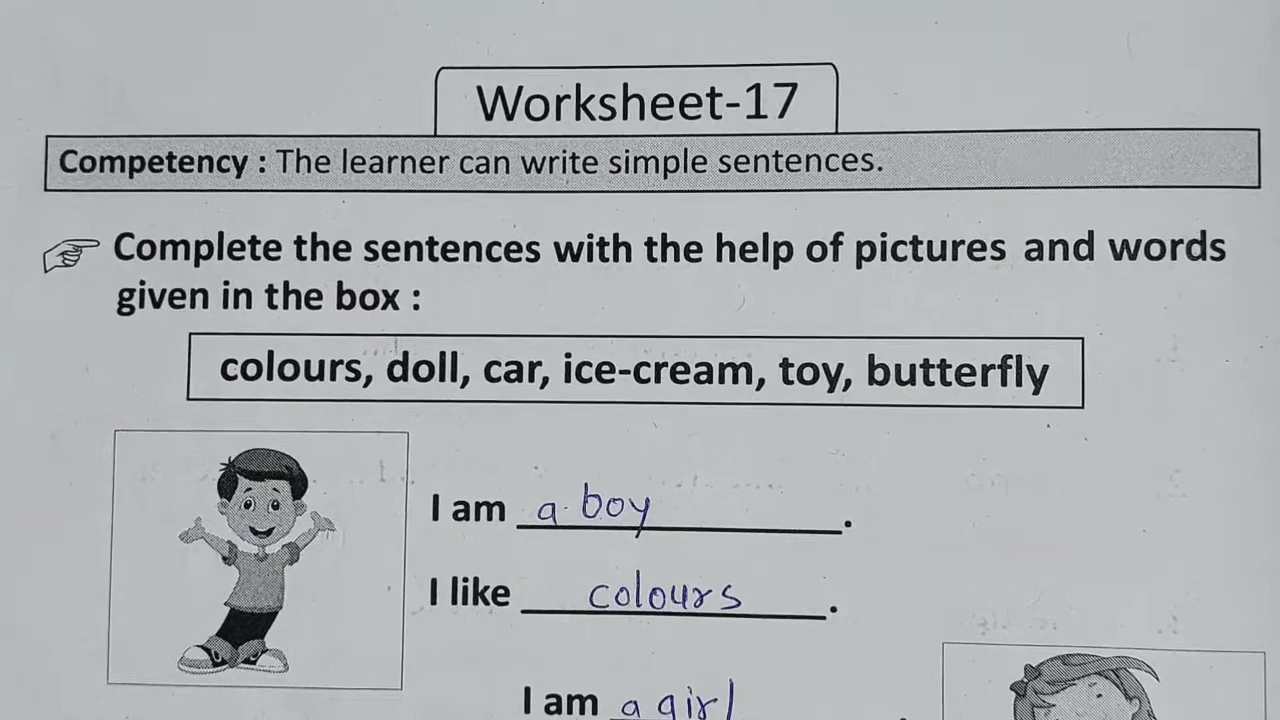 Worksheet-17
Competency : The learner can write simple sentences.
Complete the sentences with the help of pictures and words
given in the box :
colours, doll, car, ice-cream, toy, butterfly
I am a boy.
I like colours.
I am a girl.